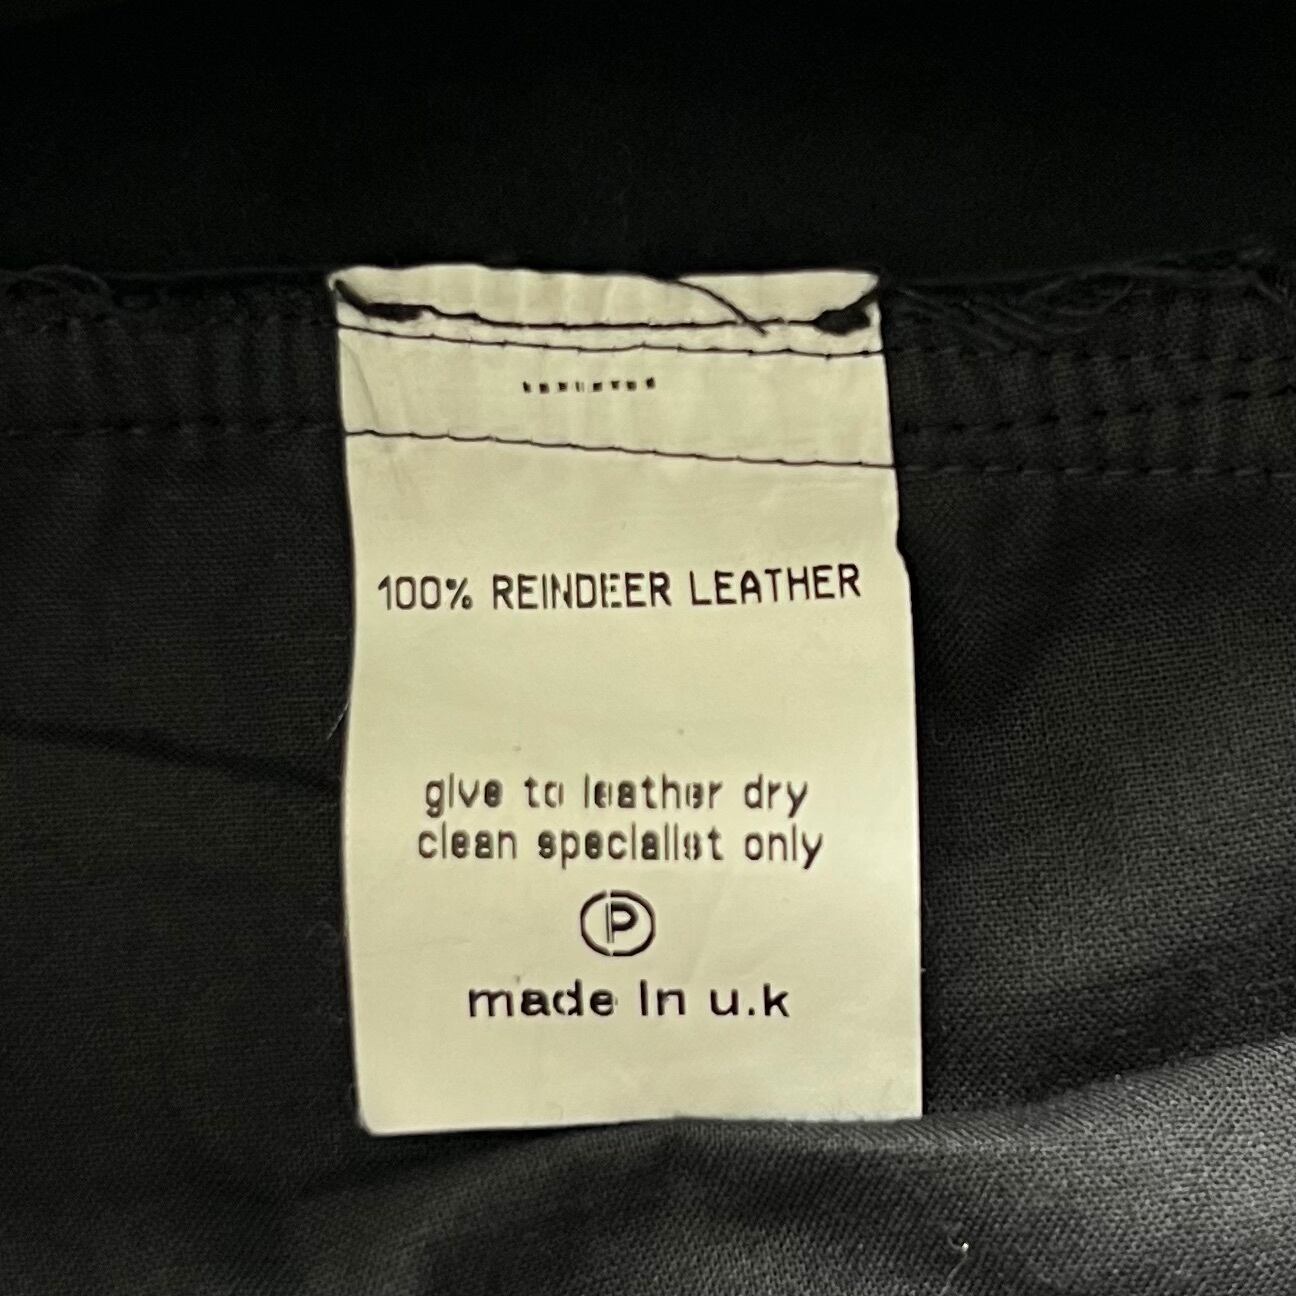 100% REINDEER LEATHER
give to leather dry
clean specialist only
P
made in u.k